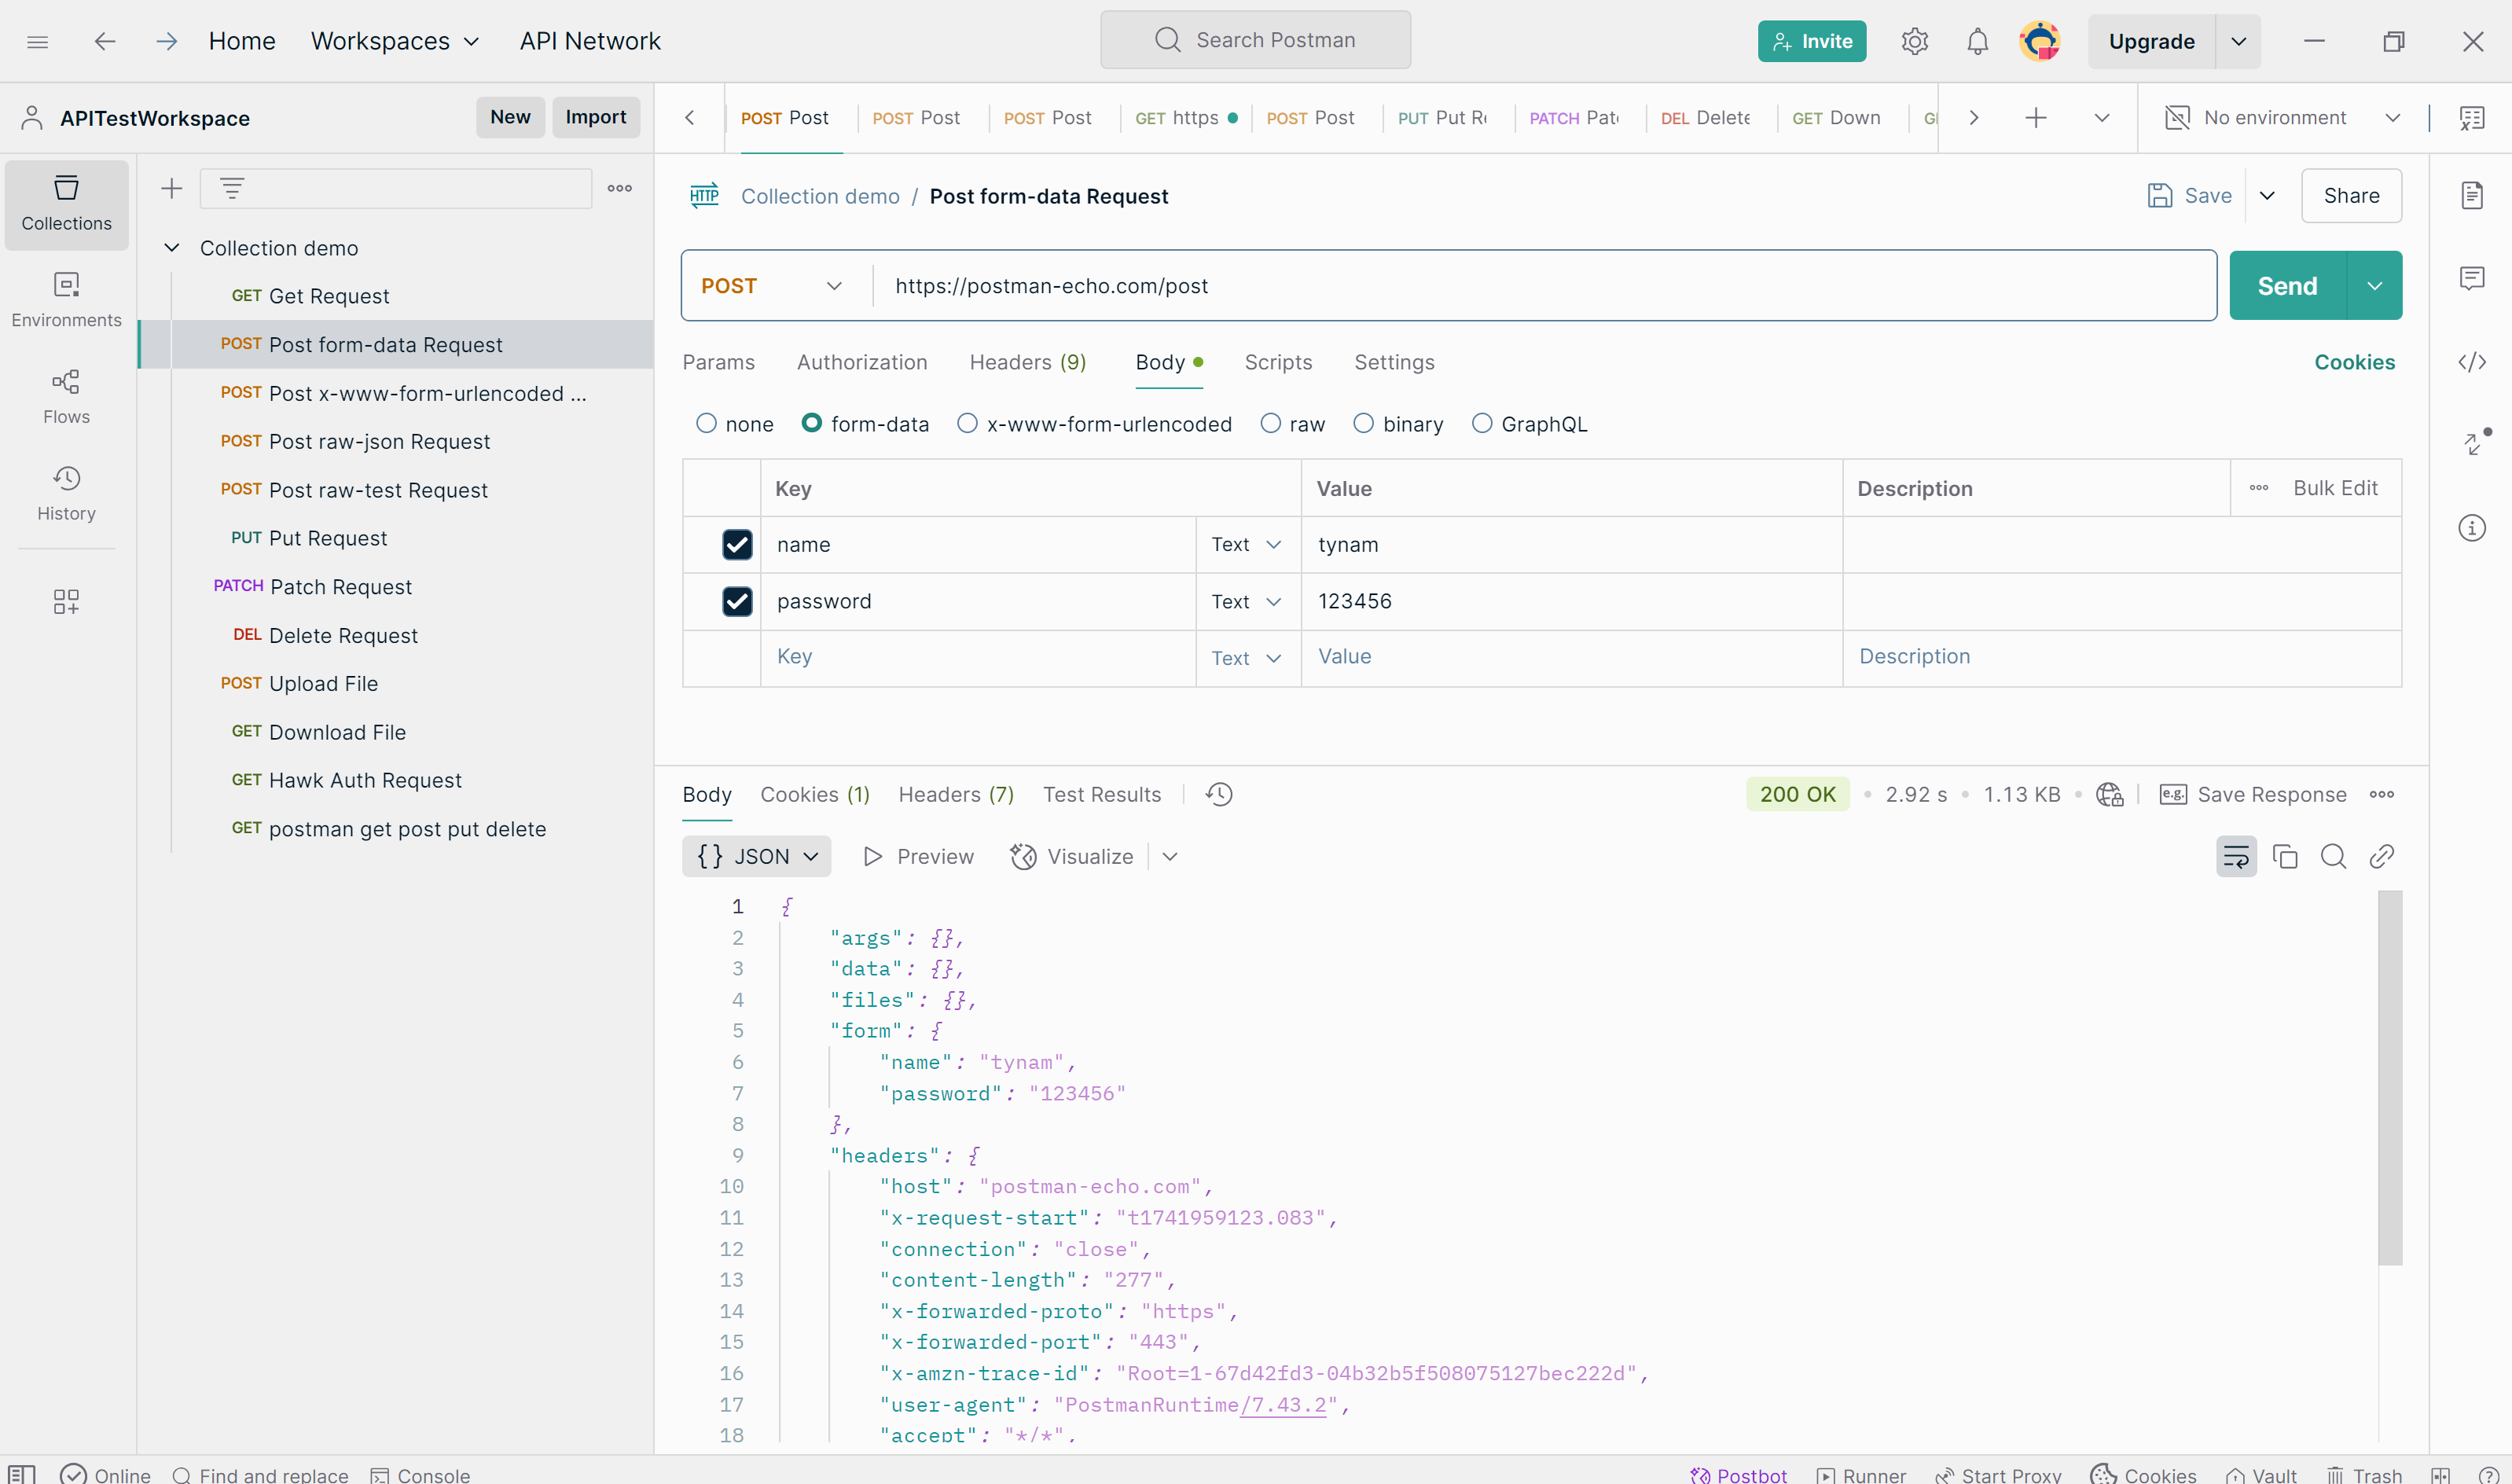 Home Workspaces API Network Search Postman Invite Upgrade
APITestWorkspace New Import
POST Post POST Post POST Post GET https POST Post PUT Put Re PATCH Patc DEL Delete GET Down No environment
Collections
Environments
Flows
History
Collection demo
GET Get Request
POST Post form-data Request
POST Post x-www-form-urlencoded ...
POST Post raw-json Request
POST Post raw-test Request
PUT Put Request
PATCH Patch Request
DEL Delete Request
POST Upload File
GET Download File
GET Hawk Auth Request
GET postman get post put delete
HTTP Collection demo / Post form-data Request Save Share
POST https://postman-echo.com/post Send
Params Authorization Headers (9) Body Scripts Settings Cookies
none form-data x-www-form-urlencoded raw binary GraphQL
Key Value Description Bulk Edit
name Text tynam
password Text 123456
Key Text Value Description
Body Cookies (1) Headers (7) Test Results 200 OK 2.92 s 1.13 KB e.g. Save Response
{} JSON Preview Visualize
1 {
2 "args": {},
3 "data": {},
4 "files": {},
5 "form": {
6 "name": "tynam",
7 "password": "123456"
8 },
9 "headers": {
10 "host": "postman-echo.com",
11 "x-request-start": "t1741959123.083",
12 "connection": "close",
13 "content-length": "277",
14 "x-forwarded-proto": "https",
15 "x-forwarded-port": "443",
16 "x-amzn-trace-id": "Root=1-67d42fd3-04b32b5f508075127bec222d",
17 "user-agent": "PostmanRuntime/7.43.2",
18 "accept": "*/*",
Online Find and replace Console Postbot Runner Start Proxy Cookies Vault Trash